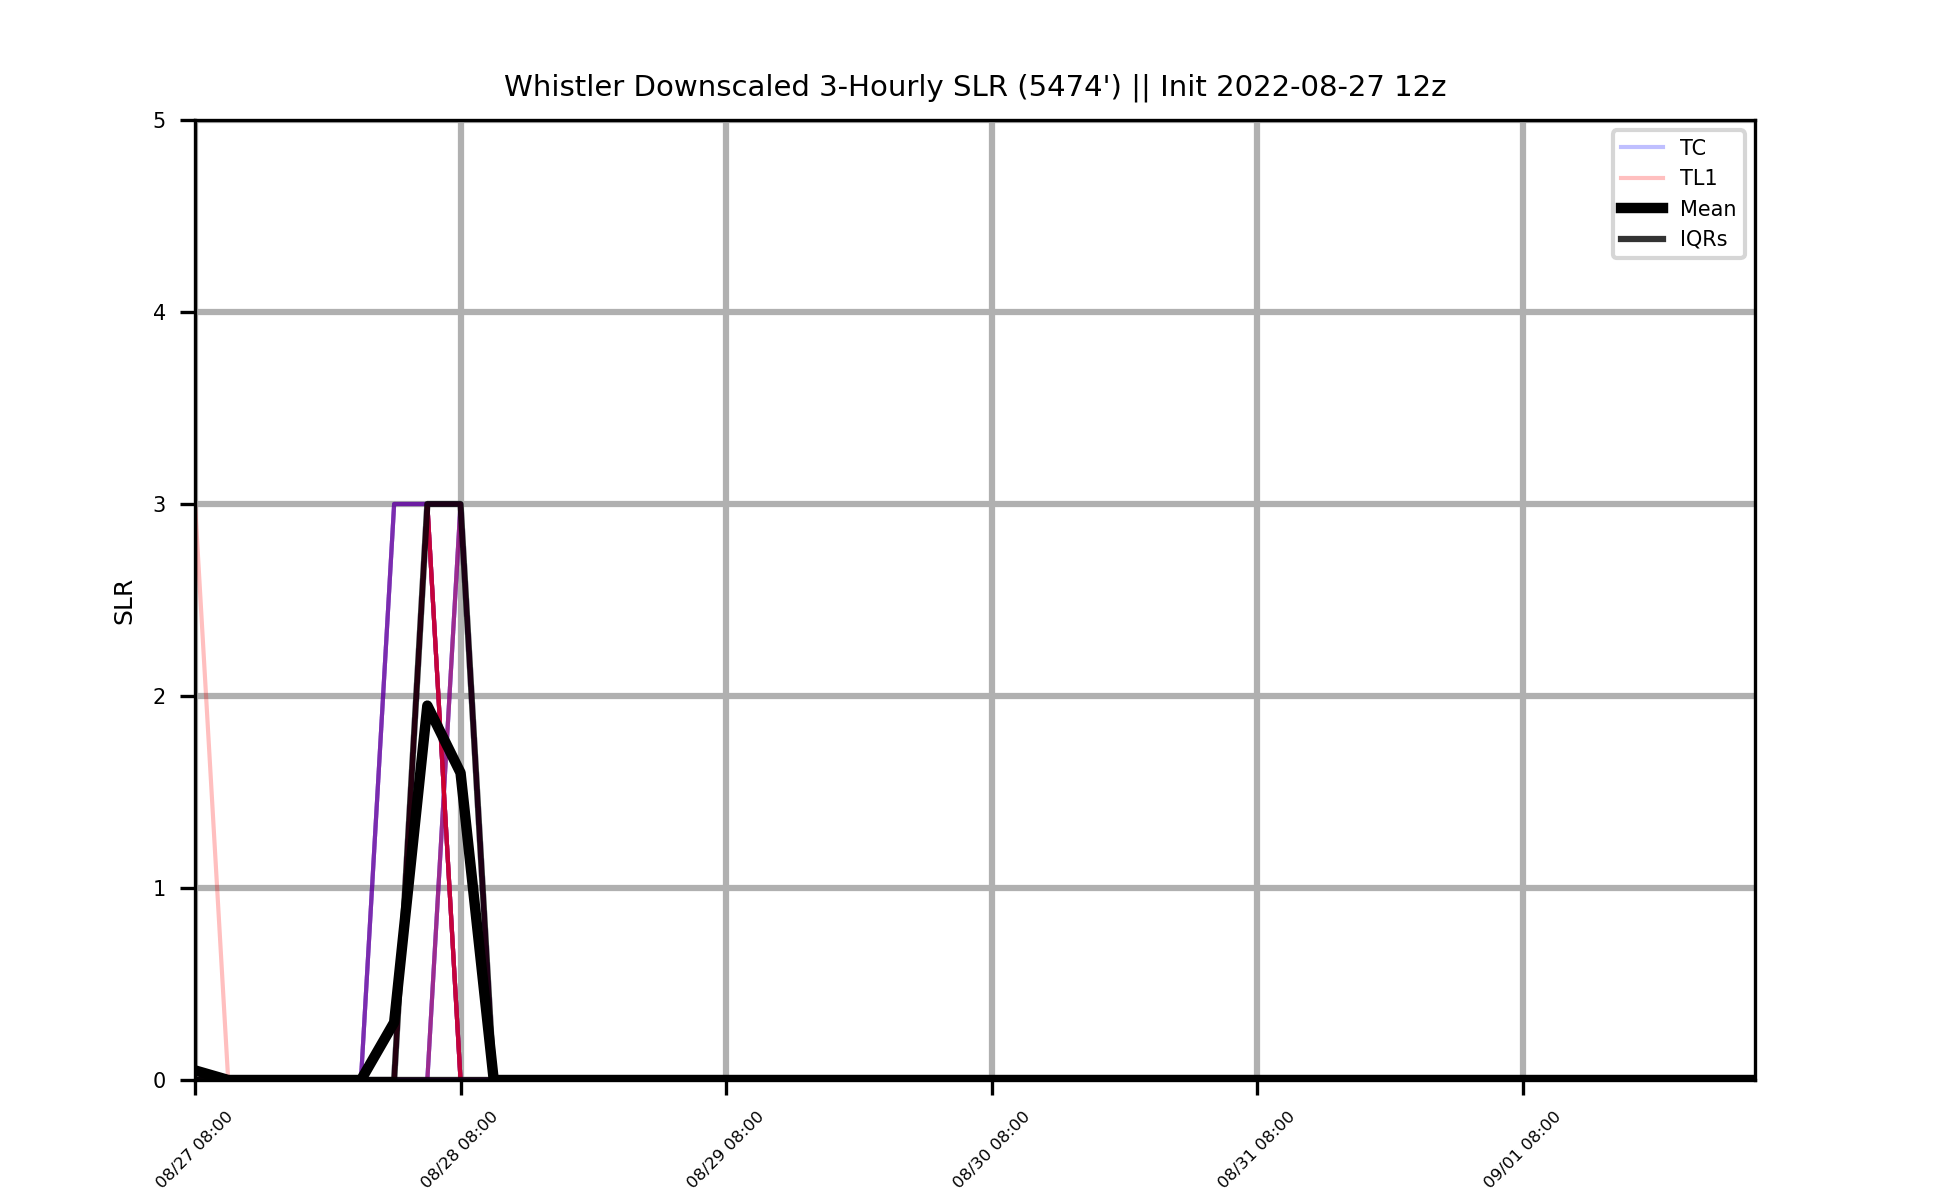 Whistler Downscaled 3-Hourly SLR (5474') || Init 2022-08-27 12z
5
4
3
2
1
0
SLR
TC
TL1
Mean
IQRs
08/27 08:00
08/28 08:00
08/29 08:00
08/30 08:00
08/31 08:00
09/01 08:00